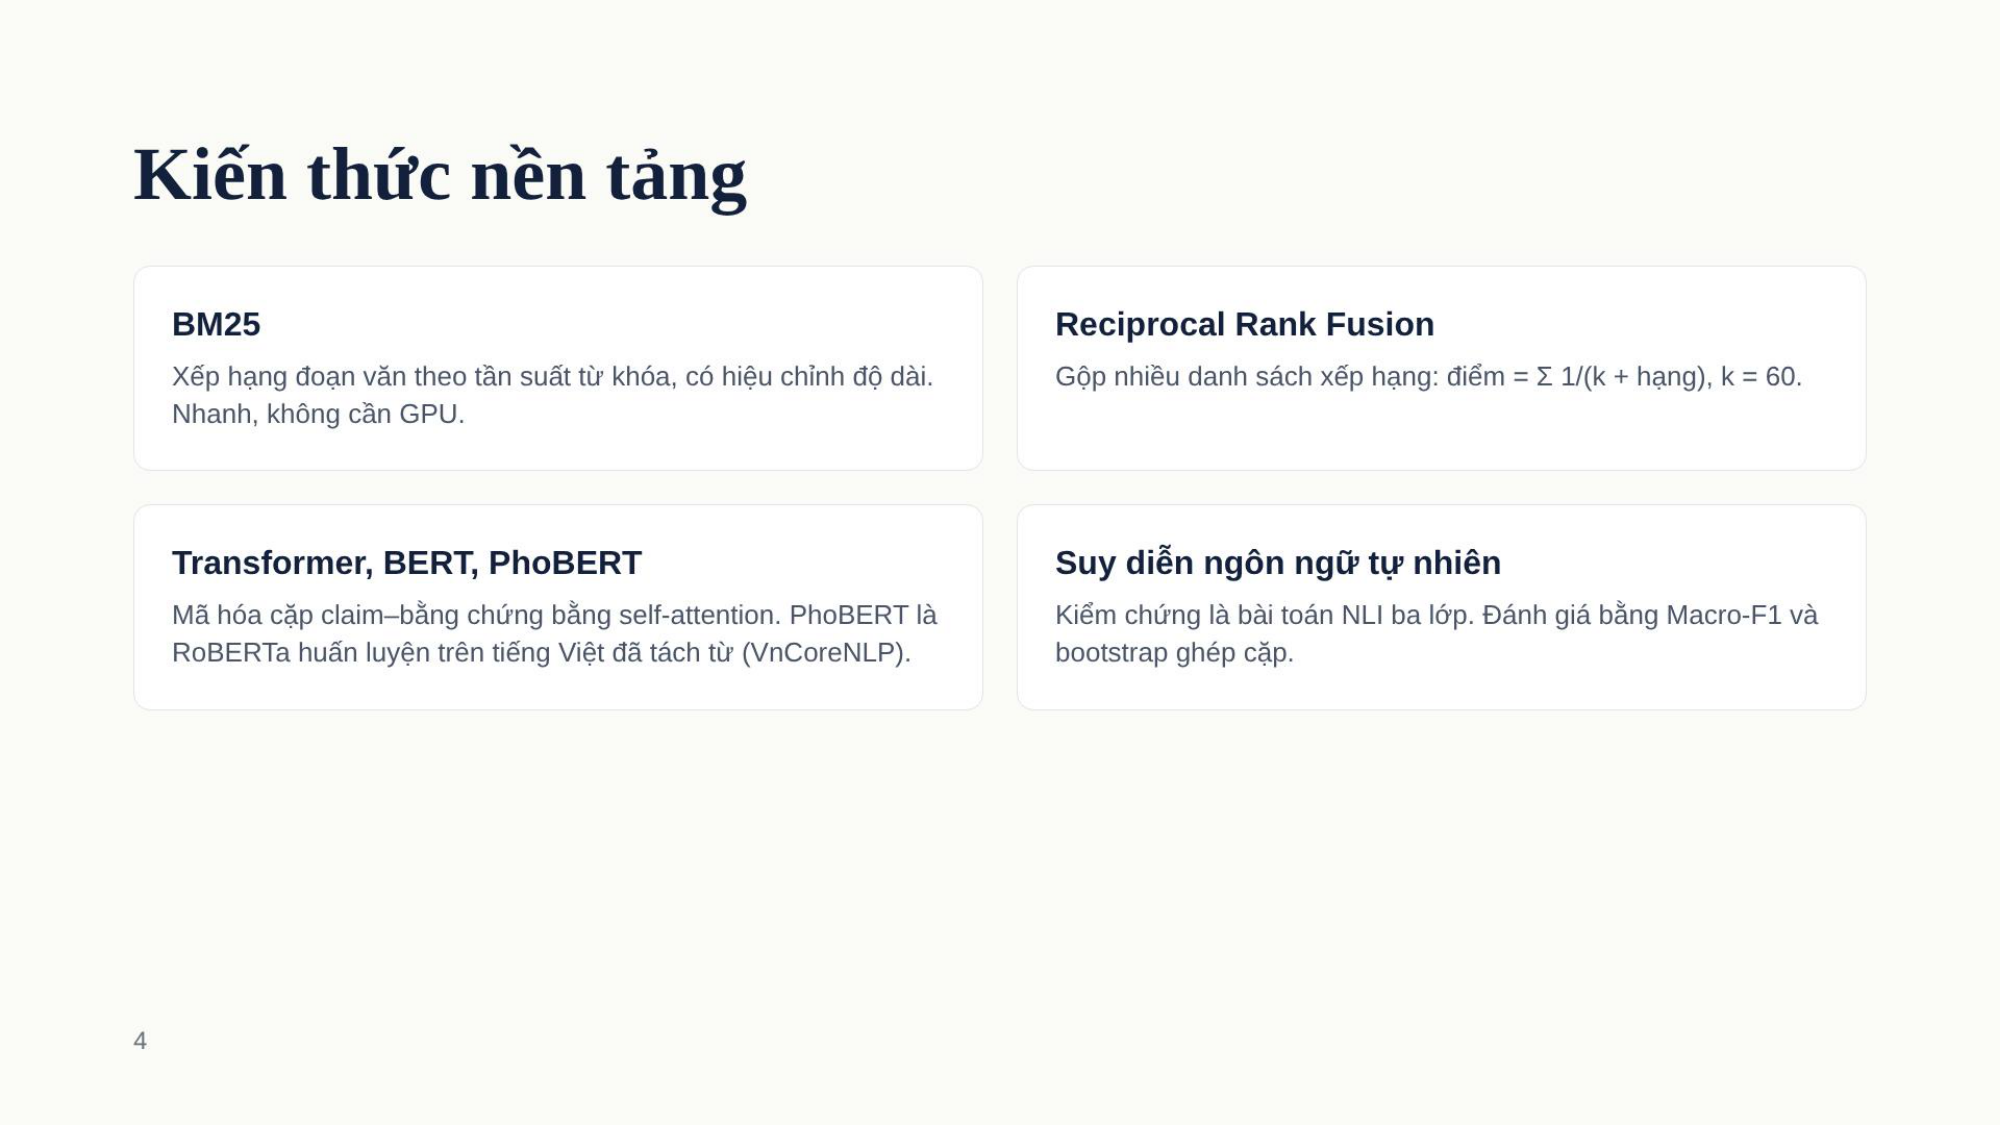 Kiến thức nền tảng
BM25
Xếp hạng đoạn văn theo tần suất từ khóa, có hiệu chỉnh độ dài.
Nhanh, không cần GPU.
Reciprocal Rank Fusion
Gộp nhiều danh sách xếp hạng: điểm = Σ 1/(k + hạng), k = 60.
Transformer, BERT, PhoBERT
Mã hóa cặp claim–bằng chứng bằng self-attention. PhoBERT là
RoBERTa huấn luyện trên tiếng Việt đã tách từ (VnCoreNLP).
Suy diễn ngôn ngữ tự nhiên
Kiểm chứng là bài toán NLI ba lớp. Đánh giá bằng Macro-F1 và
bootstrap ghép cặp.
4